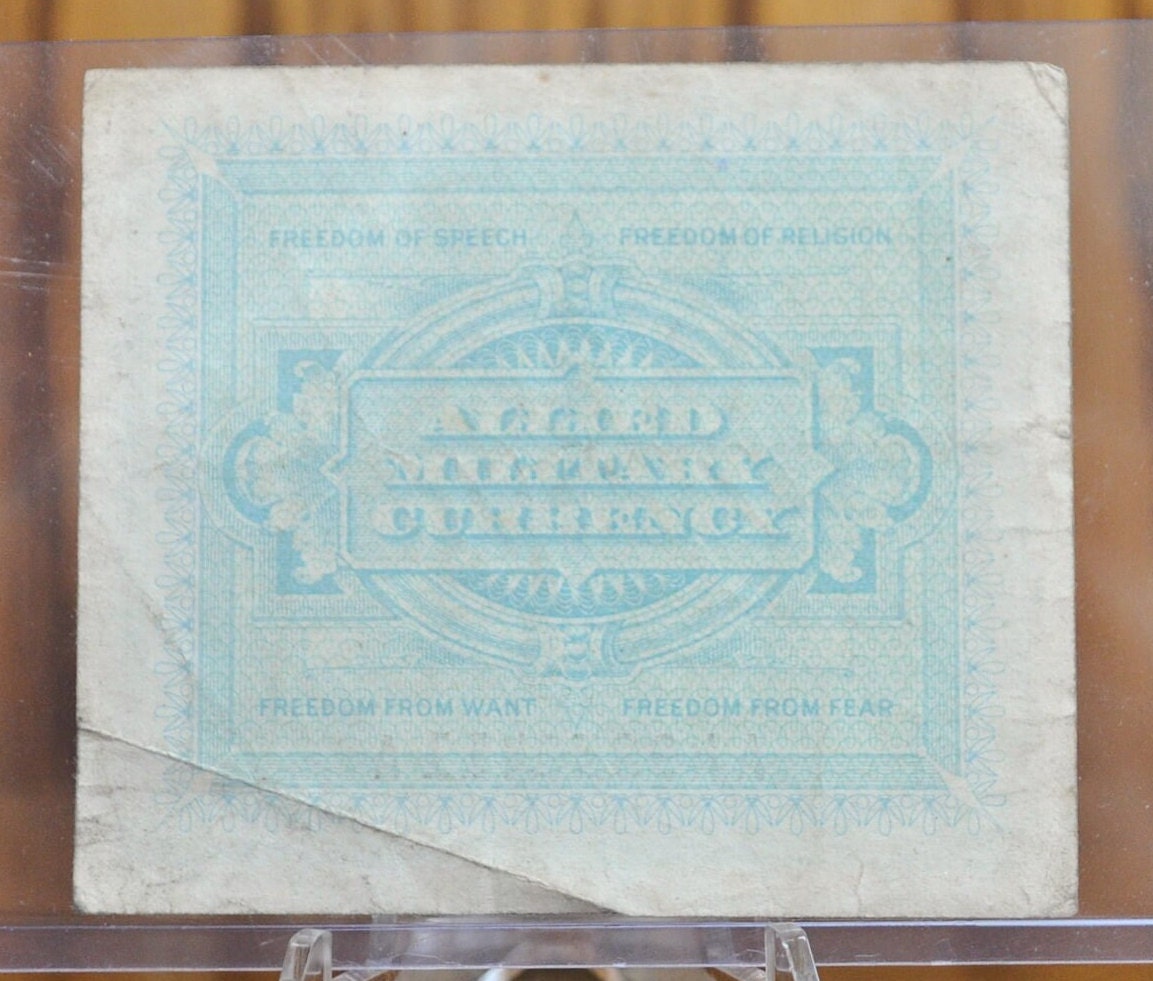 FREEDOM OF SPEECH FREEDOM OF RELIGION
ALLIED
MILITARY
CURRENCY
FREEDOM FROM WANT FREEDOM FROM FEAR